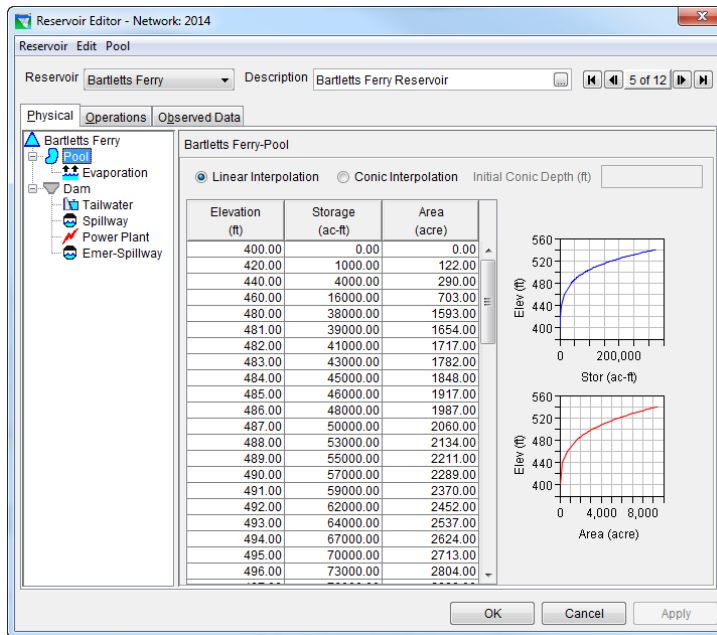 Reservoir Editor - Network: 2014
Reservoir Edit Pool
Reservoir Bartletts Ferry Description Bartletts Ferry Reservoir ... 5 of 12
Physical Operations Observed Data
Bartletts Ferry
Pool
Evaporation
Dam
Tailwater
Spillway
Power Plant
Emer-Spillway
Bartletts Ferry-Pool
Linear Interpolation Conic Interpolation Initial Conic Depth (ft)
Elevation Storage Area
(ft) (ac-ft) (acre)
400.00 0.00 0.00
420.00 1000.00 122.00
440.00 4000.00 290.00
460.00 16000.00 703.00
480.00 38000.00 1593.00
481.00 39000.00 1654.00
482.00 41000.00 1717.00
483.00 43000.00 1782.00
484.00 45000.00 1848.00
485.00 46000.00 1917.00
486.00 48000.00 1987.00
487.00 50000.00 2060.00
488.00 53000.00 2134.00
489.00 55000.00 2211.00
490.00 57000.00 2289.00
491.00 59000.00 2370.00
492.00 62000.00 2452.00
493.00 64000.00 2537.00
494.00 67000.00 2624.00
495.00 70000.00 2713.00
496.00 73000.00 2804.00
560
520
480
440
400
Elev (ft)
0 200,000
Stor (ac-ft)
560
520
480
440
400
Elev (ft)
0 4,000 8,000
Area (acre)
OK Cancel Apply